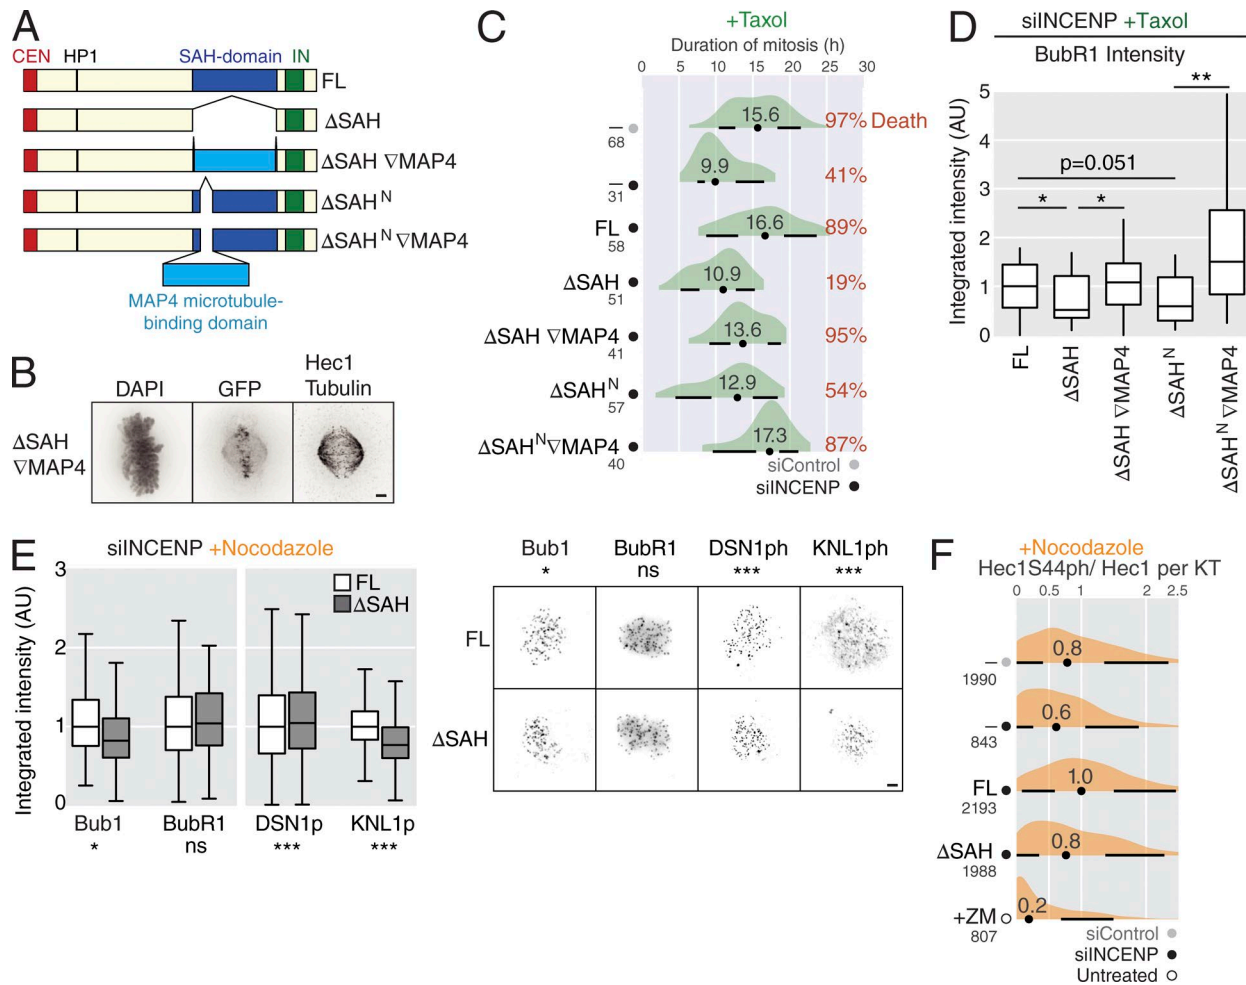 A
CEN HP1 SAH-domain IN
FL
ΔSAH
ΔSAH ∇MAP4
ΔSAH N
ΔSAH N ∇MAP4
MAP4 microtubule-
binding domain
B
DAPI GFP Hec1
Tubulin
ΔSAH
∇MAP4
C
+Taxol
Duration of mitosis (h)
0 5 10 15 20 25 30
– 68 15.6 97% Death
– 31 9.9 41%
FL 58 16.6 89%
ΔSAH 51 10.9 19%
ΔSAH ∇MAP4 41 13.6 95%
ΔSAH N 57 12.9 54%
ΔSAH N ∇MAP4 40 17.3 87%
siControl
siINCENP
D
siINCENP +Taxol
BubR1 Intensity
Integrated intensity (AU)
5
4
3
2
1
0
**
p=0.051
* *
FL
ΔSAH
ΔSAH ∇MAP4
ΔSAH N
ΔSAH N ∇MAP4
E
siINCENP +Nocodazole
Integrated intensity (AU)
3
2
1
0
FL
ΔSAH
Bub1 BubR1 DSN1p KNL1p
* ns *** ***
Bub1 BubR1 DSN1ph KNL1ph
* ns *** ***
FL
ΔSAH
F
+Nocodazole
Hec1S44ph/ Hec1 per KT
0 0.5 1 2 2.5
– 1990 0.8
– 843 0.6
FL 2193 1.0
ΔSAH 1988 0.8
+ZM 807 0.2
siControl
siINCENP
Untreated